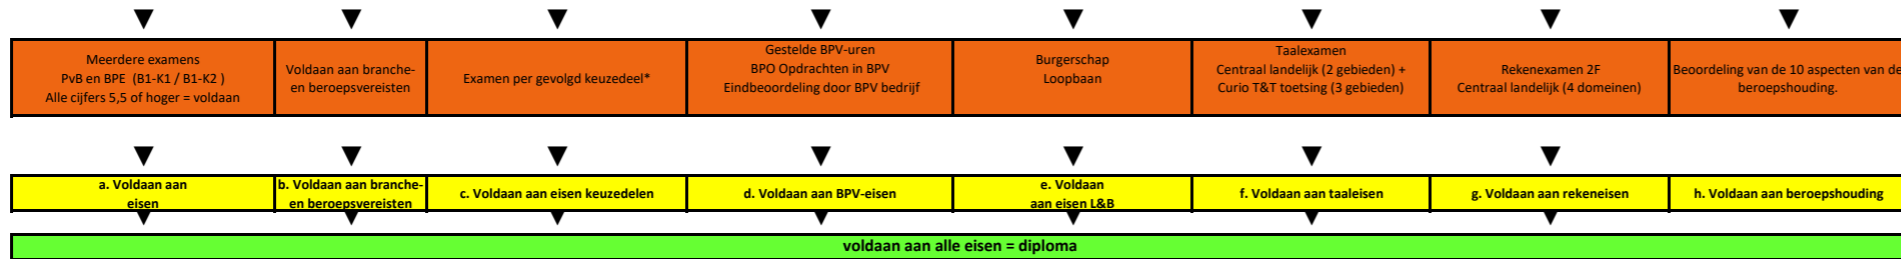 Meerdere examens
PvB en BPE (B1-K1 / B1-K2 )
Alle cijfers 5,5 of hoger = voldaan
Voldaan aan branche-
en beroepsvereisten
Examen per gevolgd keuzedeel*
Gestelde BPV-uren
BPO Opdrachten in BPV
Eindbeoordeling door BPV bedrijf
Burgerschap
Loopbaan
Taalexamen
Centraal landelijk (2 gebieden) +
Curio T&T toetsing (3 gebieden)
Rekenexamen 2F
Centraal landelijk (4 domeinen)
Beoordeling van de 10 aspecten van de
beroepshouding.
a. Voldaan aan
eisen
b. Voldaan aan branche-
en beroepsvereisten
c. Voldaan aan eisen keuzedelen
d. Voldaan aan BPV-eisen
e. Voldaan
aan eisen L&B
f. Voldaan aan taaleisen
g. Voldaan aan rekeneisen
h. Voldaan aan beroepshouding
voldaan aan alle eisen = diploma